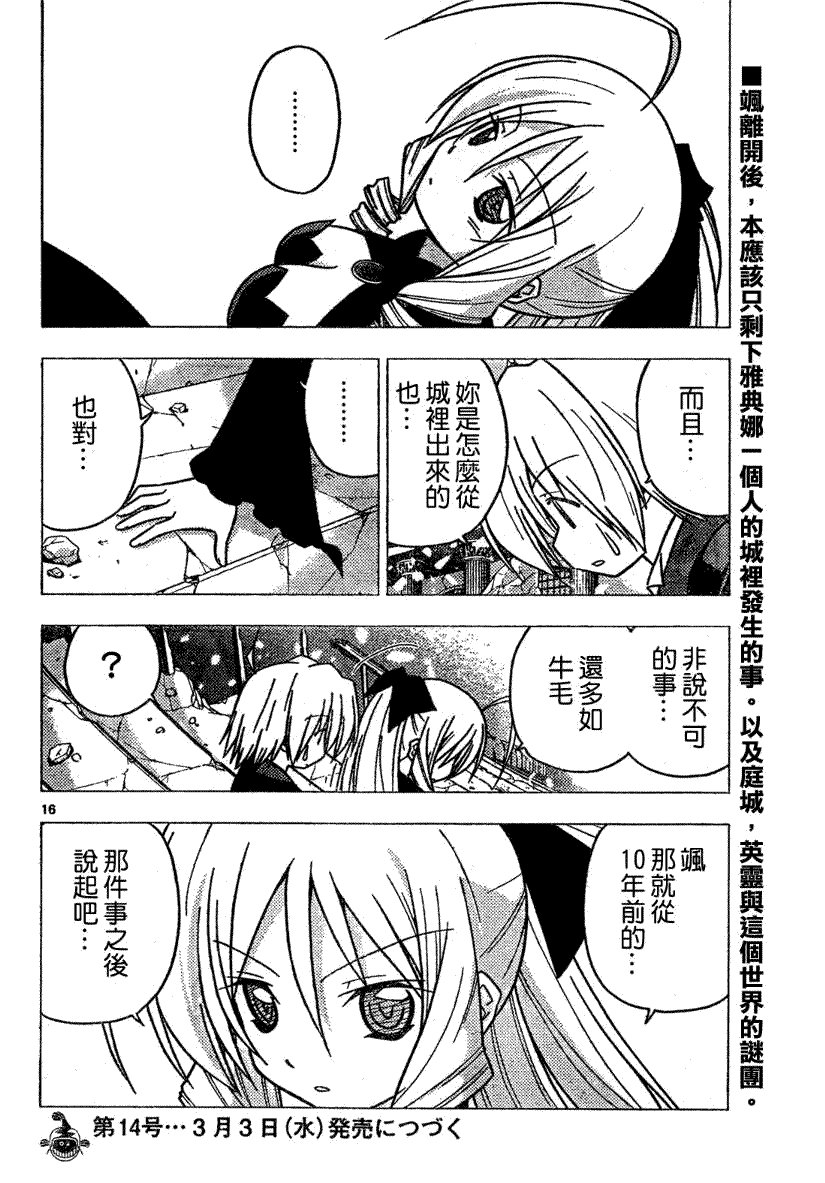 ■颯離開後，本應該只剩下雅典娜一個人的城裡發生的事。以及庭城，英靈與這個世界的謎團。
………
而且…
妳是怎麼從
城裡出來的
也…
………
也對…
非說不可
的事…
還多如
牛毛
？
16
颯
那就從
10年前的…
那件事之後
說起吧…
第14号…3月3日(水)発売につづく